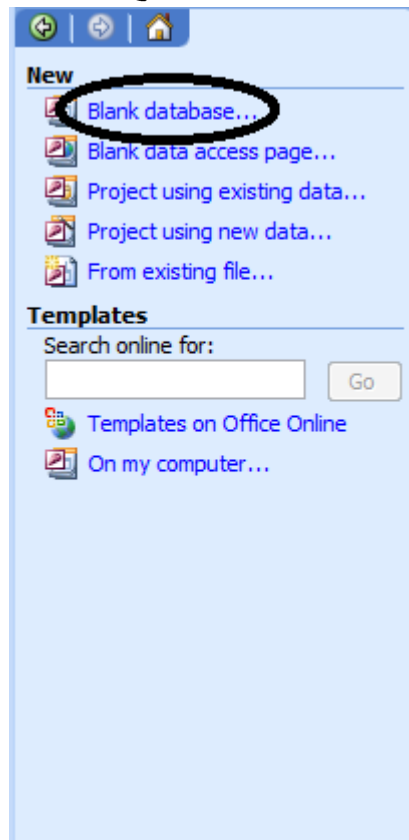 New
Blank database...
Blank data access page...
Project using existing data...
Project using new data...
From existing file...
Templates
Search online for:
Go
Templates on Office Online
On my computer...